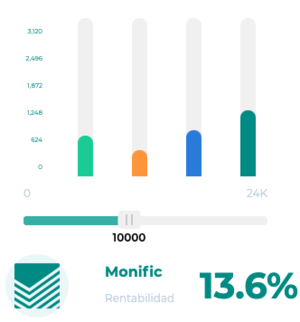 3,120
2,496
1,872
1,248
624
0
0 24K
10000
Monific
Rentabilidad
13.6%